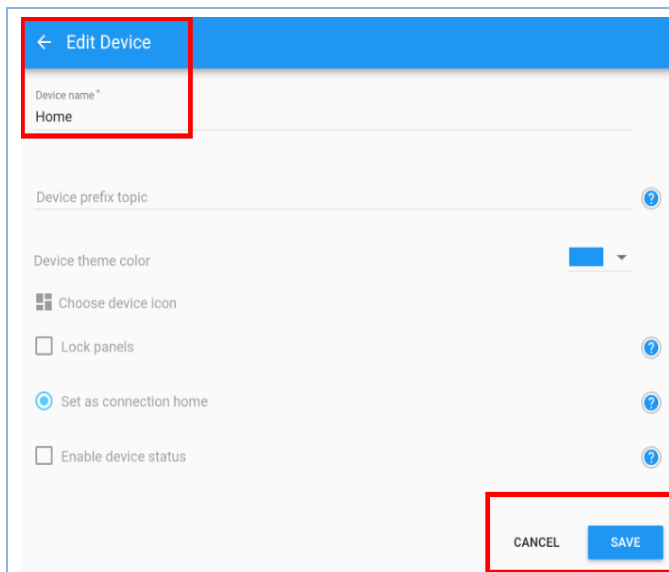 Edit Device
Device name *
Home
Device prefix topic
Device theme color
Choose device icon
Lock panels
Set as connection home
Enable device status
CANCEL SAVE